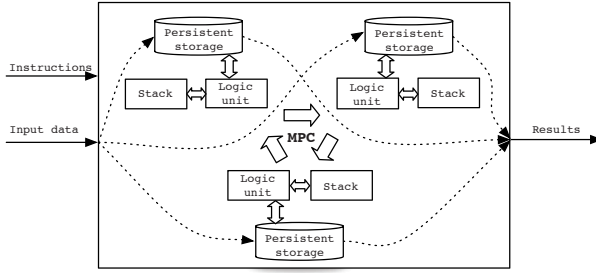 Persistent
storage
Persistent
storage
Instructions
Stack
Logic
unit
Logic
unit
Stack
Input data
MPC
Results
Logic
unit
Stack
Persistent
storage